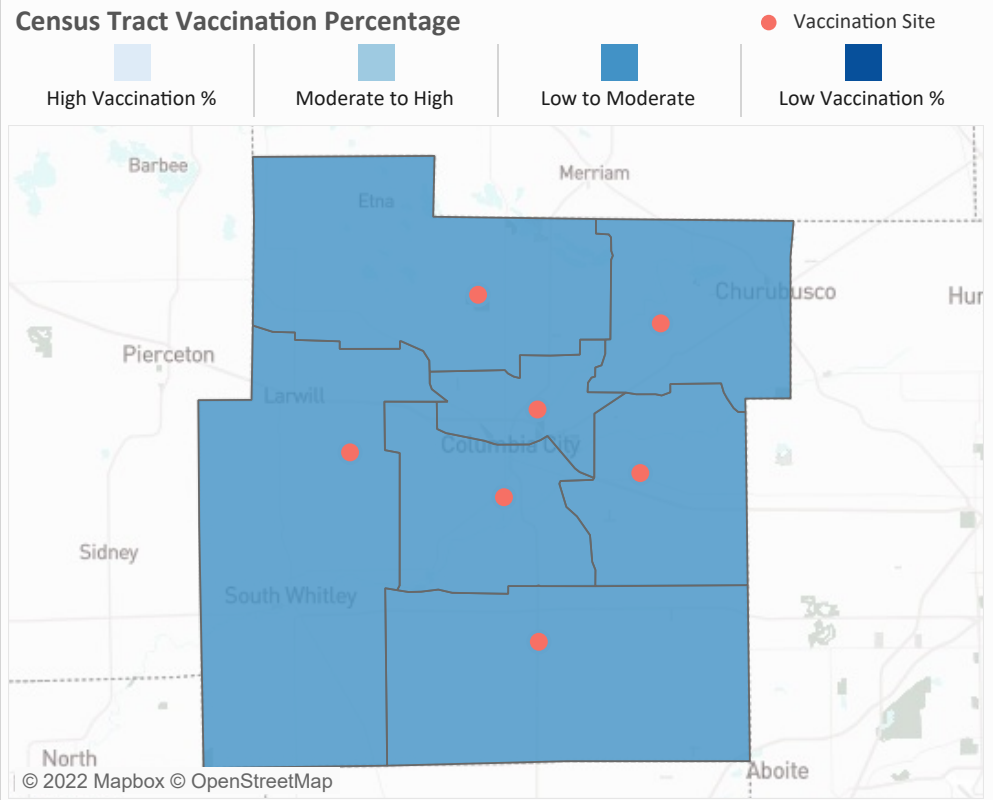 Census Tract Vaccination Percentage
Vaccination Site
High Vaccination %
Moderate to High
Low to Moderate
Low Vaccination %
Barbee
Merriam
Etna
Churubusco
Hur
Pierceton
Larwill
Columbia City
Sidney
South Whitley
North
Aboite
© 2022 Mapbox © OpenStreetMap